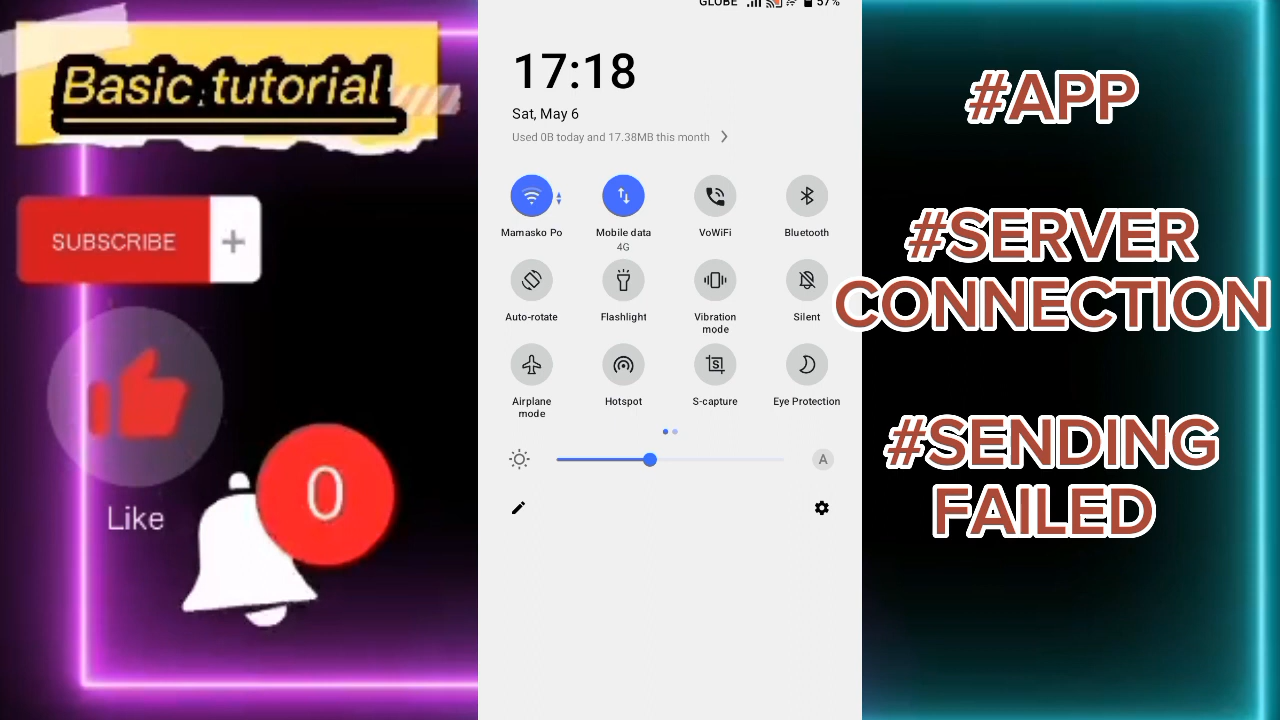 Basic tutorial
SUBSCRIBE
Like
0
GLOBE 57%
17:18
Sat, May 6
Used 0B today and 17.38MB this month
Mamasko Po Mobile data VoWiFi Bluetooth
4G
Auto-rotate Flashlight Vibration Silent
mode
Airplane Hotspot S-capture Eye Protection
mode
S
A
#APP
#SERVER
CONNECTION
#SENDING
FAILED